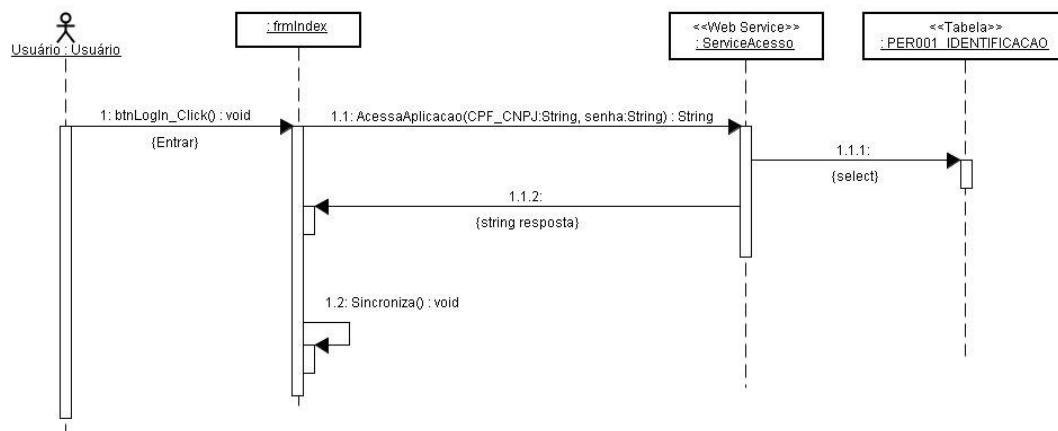 Usuário : Usuário
: frmIndex
<<Web Service>>
: ServiceAcesso
<<Tabela>>
: PER001_IDENTIFICACAO
1: btnLogIn_Click() : void
{Entrar}
1.1: AcessaAplicacao(CPF_CNPJ:String, senha:String) : String
1.1.1:
{select}
1.1.2:
{string resposta}
1.2: Sincroniza() : void